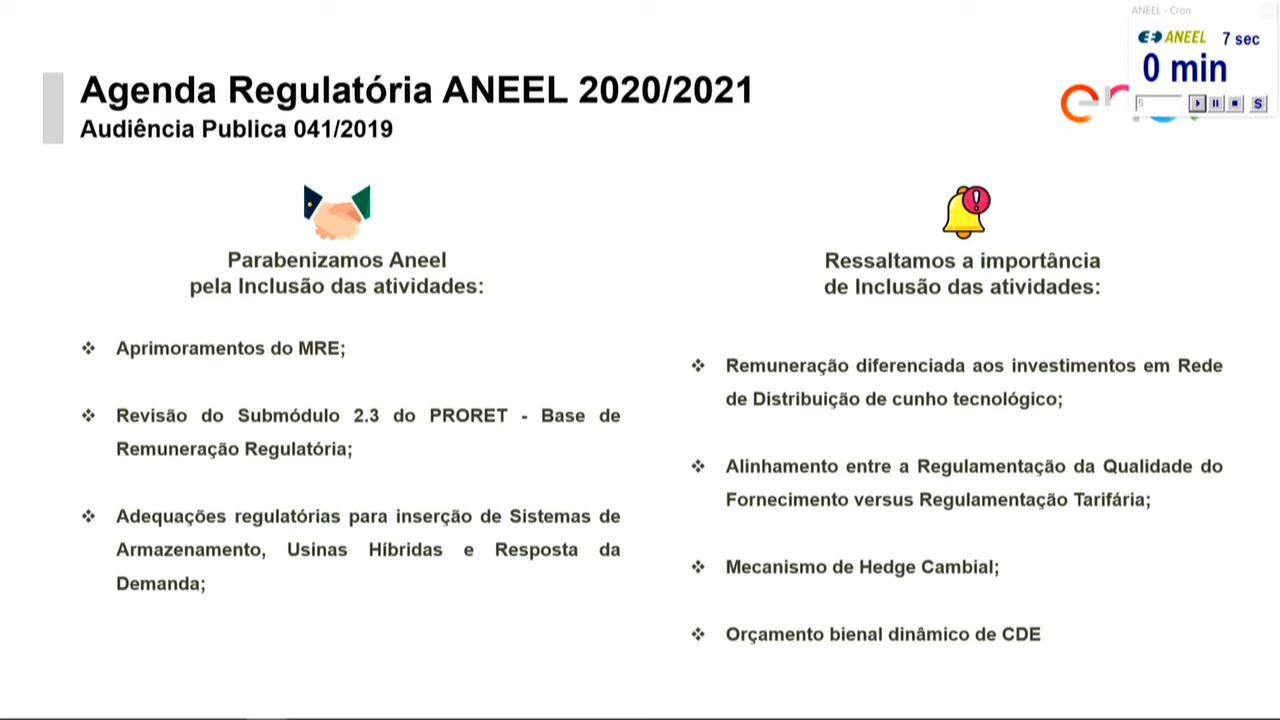 ANEEL - Cron
ANEEL 7 sec
0 min
5
S
Agenda Regulatória ANEEL 2020/2021
Audiência Publica 041/2019
Parabenizamos Aneel
pela Inclusão das atividades:
❖ Aprimoramentos do MRE;
❖ Revisão do Submódulo 2.3 do PRORET - Base de
Remuneração Regulatória;
❖ Adequações regulatórias para inserção de Sistemas de
Armazenamento, Usinas Híbridas e Resposta da
Demanda;
Ressaltamos a importância
de Inclusão das atividades:
❖ Remuneração diferenciada aos investimentos em Rede
de Distribuição de cunho tecnológico;
❖ Alinhamento entre a Regulamentação da Qualidade do
Fornecimento versus Regulamentação Tarifária;
❖ Mecanismo de Hedge Cambial;
❖ Orçamento bienal dinâmico de CDE